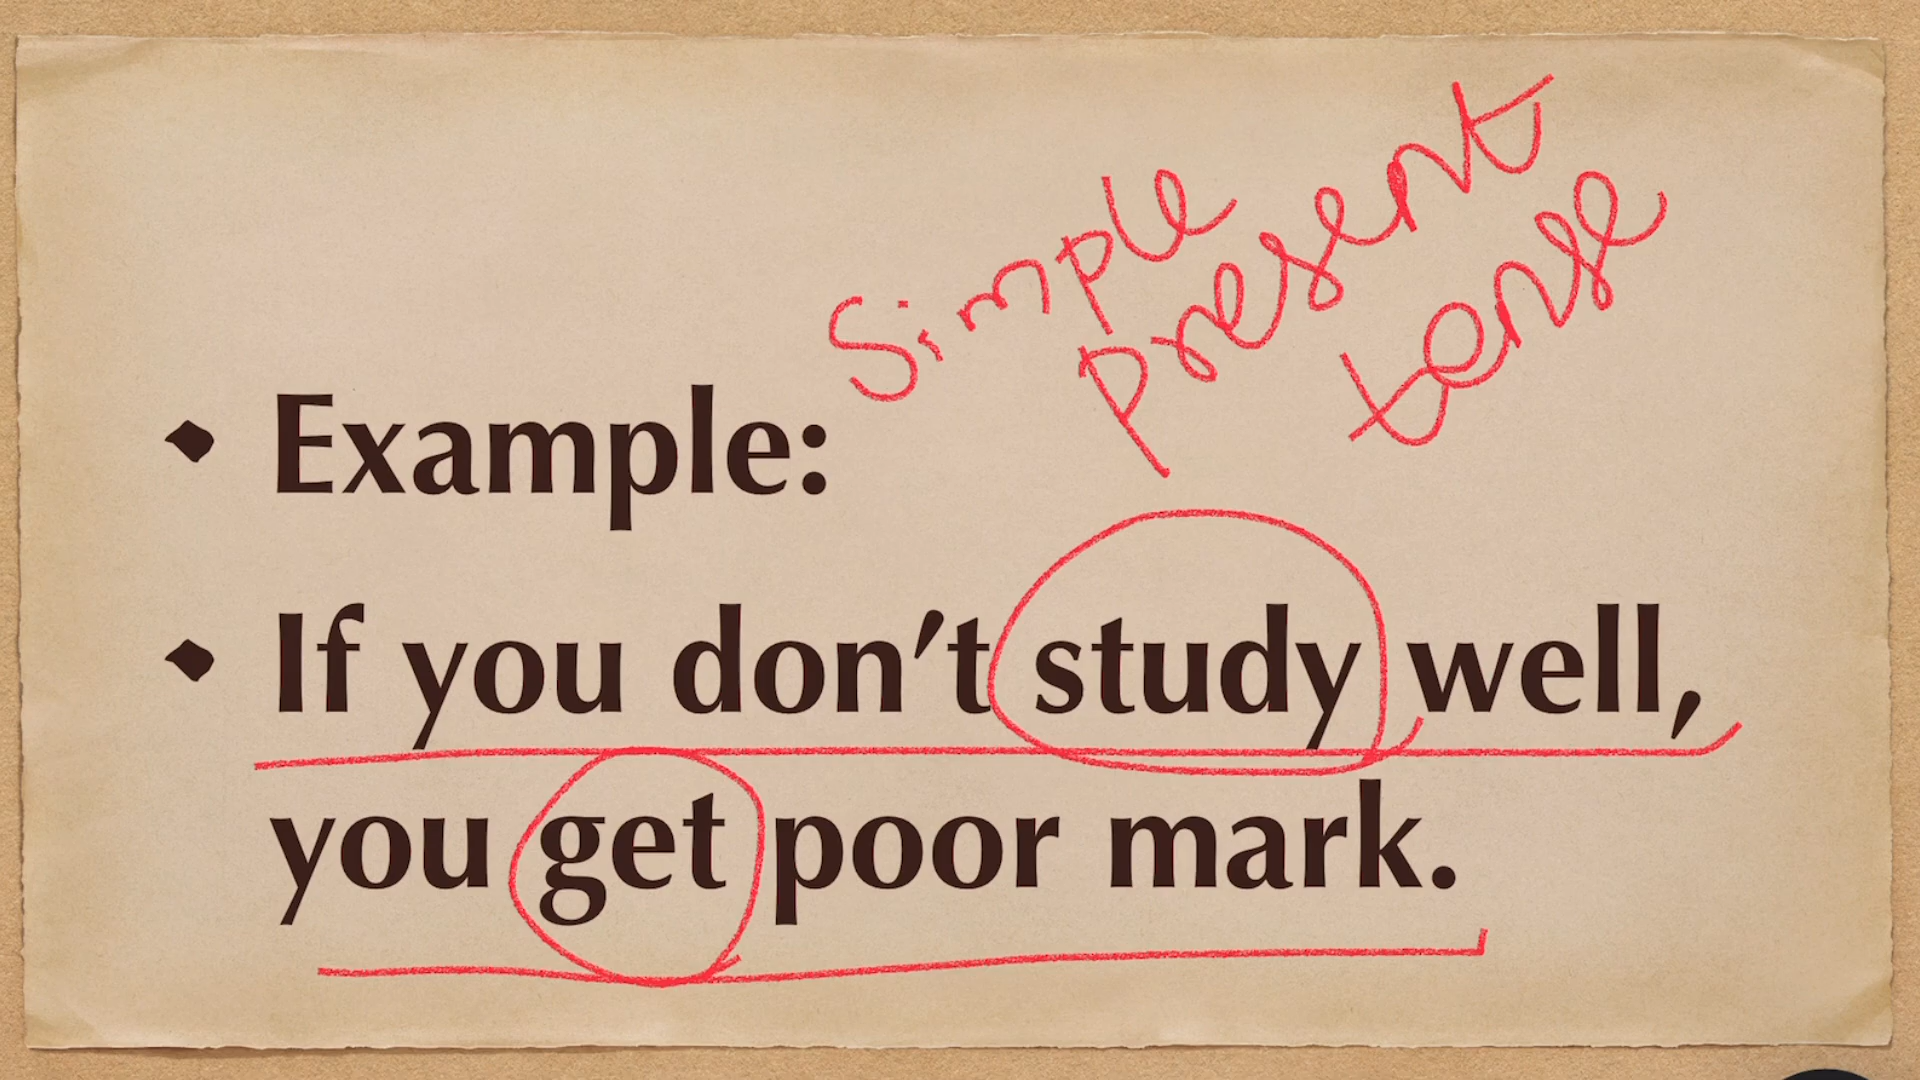 Simple
present
tense
• Example:
• If you don't study well,
you get poor mark.